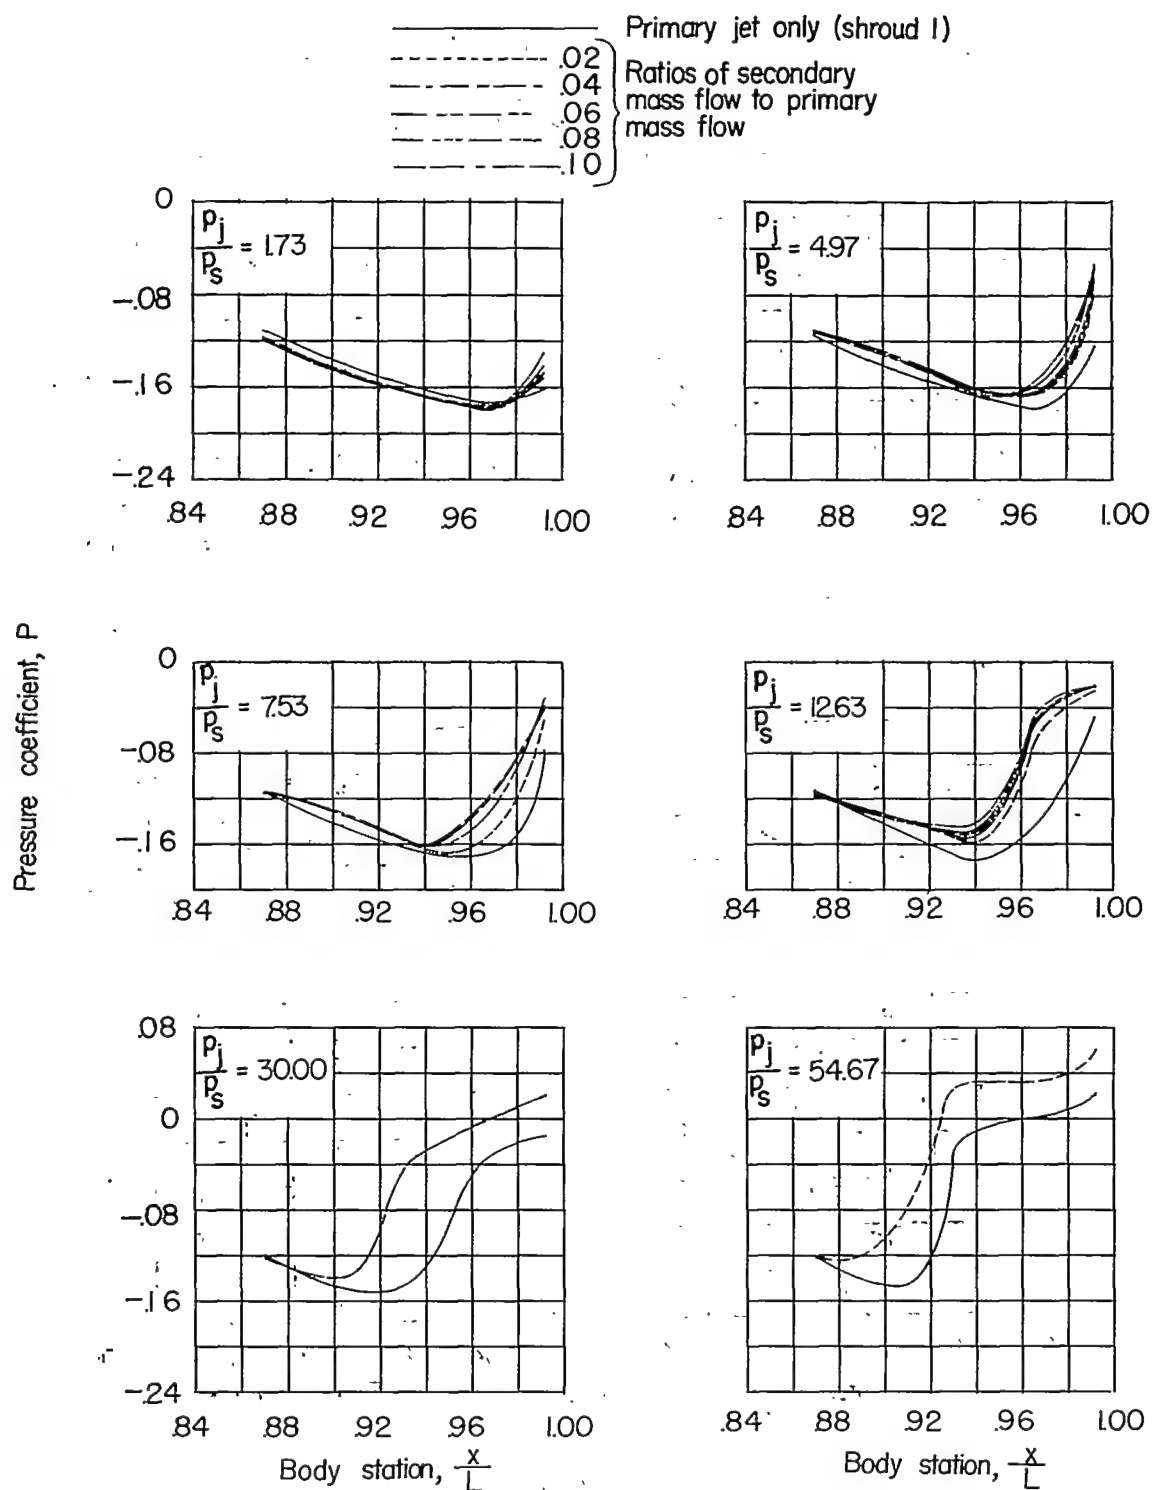 Primary jet only (shroud 1)
.02
.04
.06
.08
.10
Ratios of secondary
mass flow to primary
mass flow
0
-.08
-.16
-.24
pj/ps = 1.73
.84 .88 .92 .96 1.00
pj/ps = 4.97
.84 .88 .92 .96 1.00
Pressure coefficient, P
0
-.08
-.16
pj/ps = 7.53
.84 .88 .92 .96 1.00
pj/ps = 12.63
.84 .88 .92 .96 1.00
.08
0
-.08
-.16
-.24
pj/ps = 30.00
.84 .88 .92 .96 1.00
Body station, x/L
pj/ps = 54.67
.84 .88 .92 .96 1.00
Body station, x/L